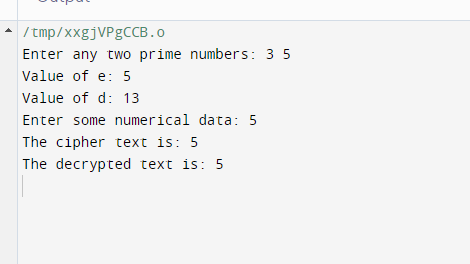 Output
/tmp/xxgjVPgCCB.o
Enter any two prime numbers: 3 5
Value of e: 5
Value of d: 13
Enter some numerical data: 5
The cipher text is: 5
The decrypted text is: 5